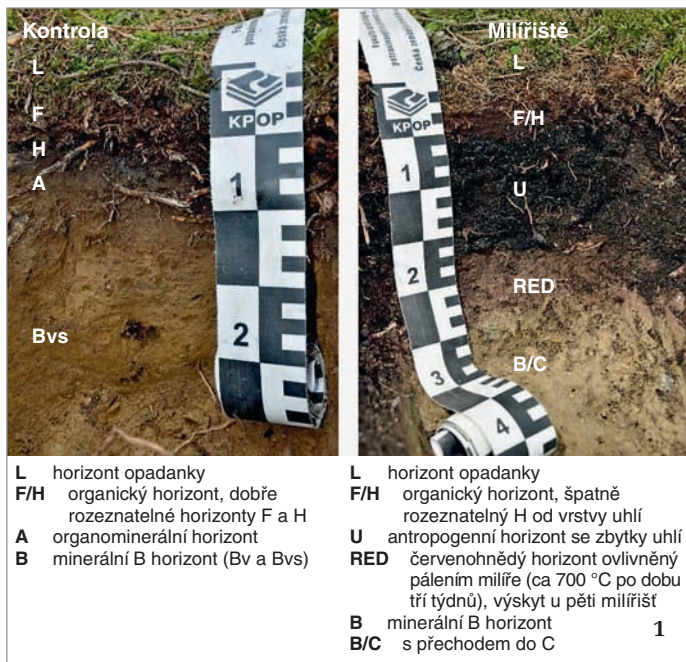 Kontrola
L
F
H
A
Bvs
KPOP
1
2
Milířiště
L
F/H
U
RED
B/C
Česká
KPOP
1
2
3
4
L horizont opadanky
F/H organický horizont, dobře
rozeznatelné horizonty F a H
A organominerální horizont
B minerální B horizont (Bv a Bvs)
L horizont opadanky
F/H organický horizont, špatně
rozeznatelný H od vrstvy uhlí
U antropogenní horizont se zbytky uhlí
RED červenohnědý horizont ovlivněný
pálením milíře (ca 700 °C po dobu
tří týdnů), výskyt u pěti milířišť
B minerální B horizont
B/C s přechodem do C
1